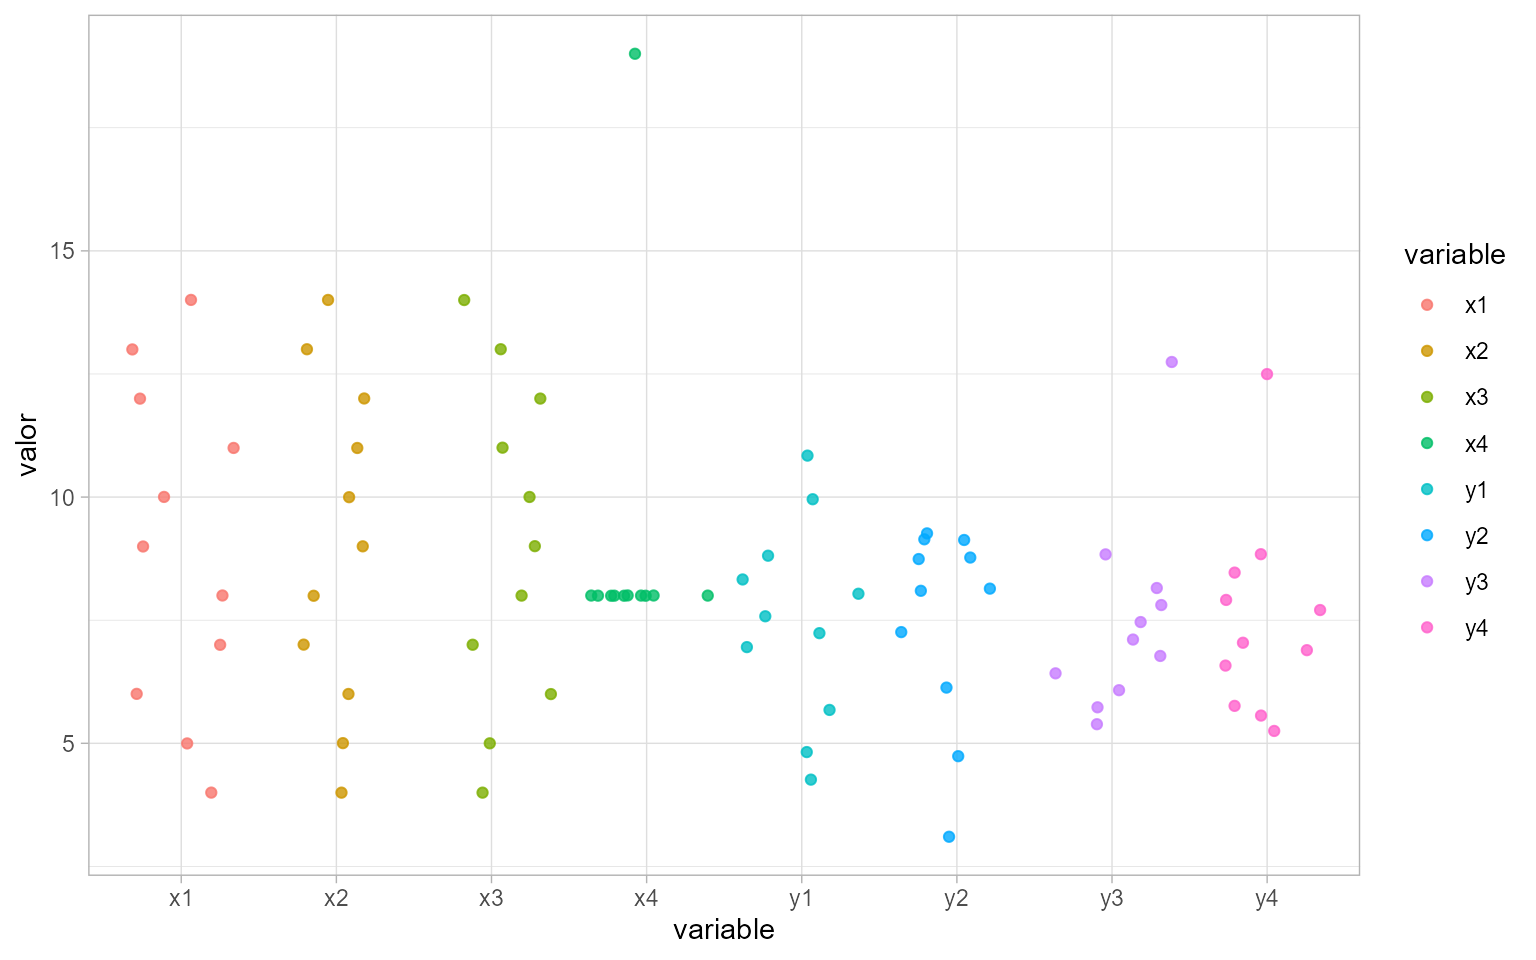 15
10
5
valor
x1 x2 x3 x4 y1 y2 y3 y4
variable
variable
x1
x2
x3
x4
y1
y2
y3
y4